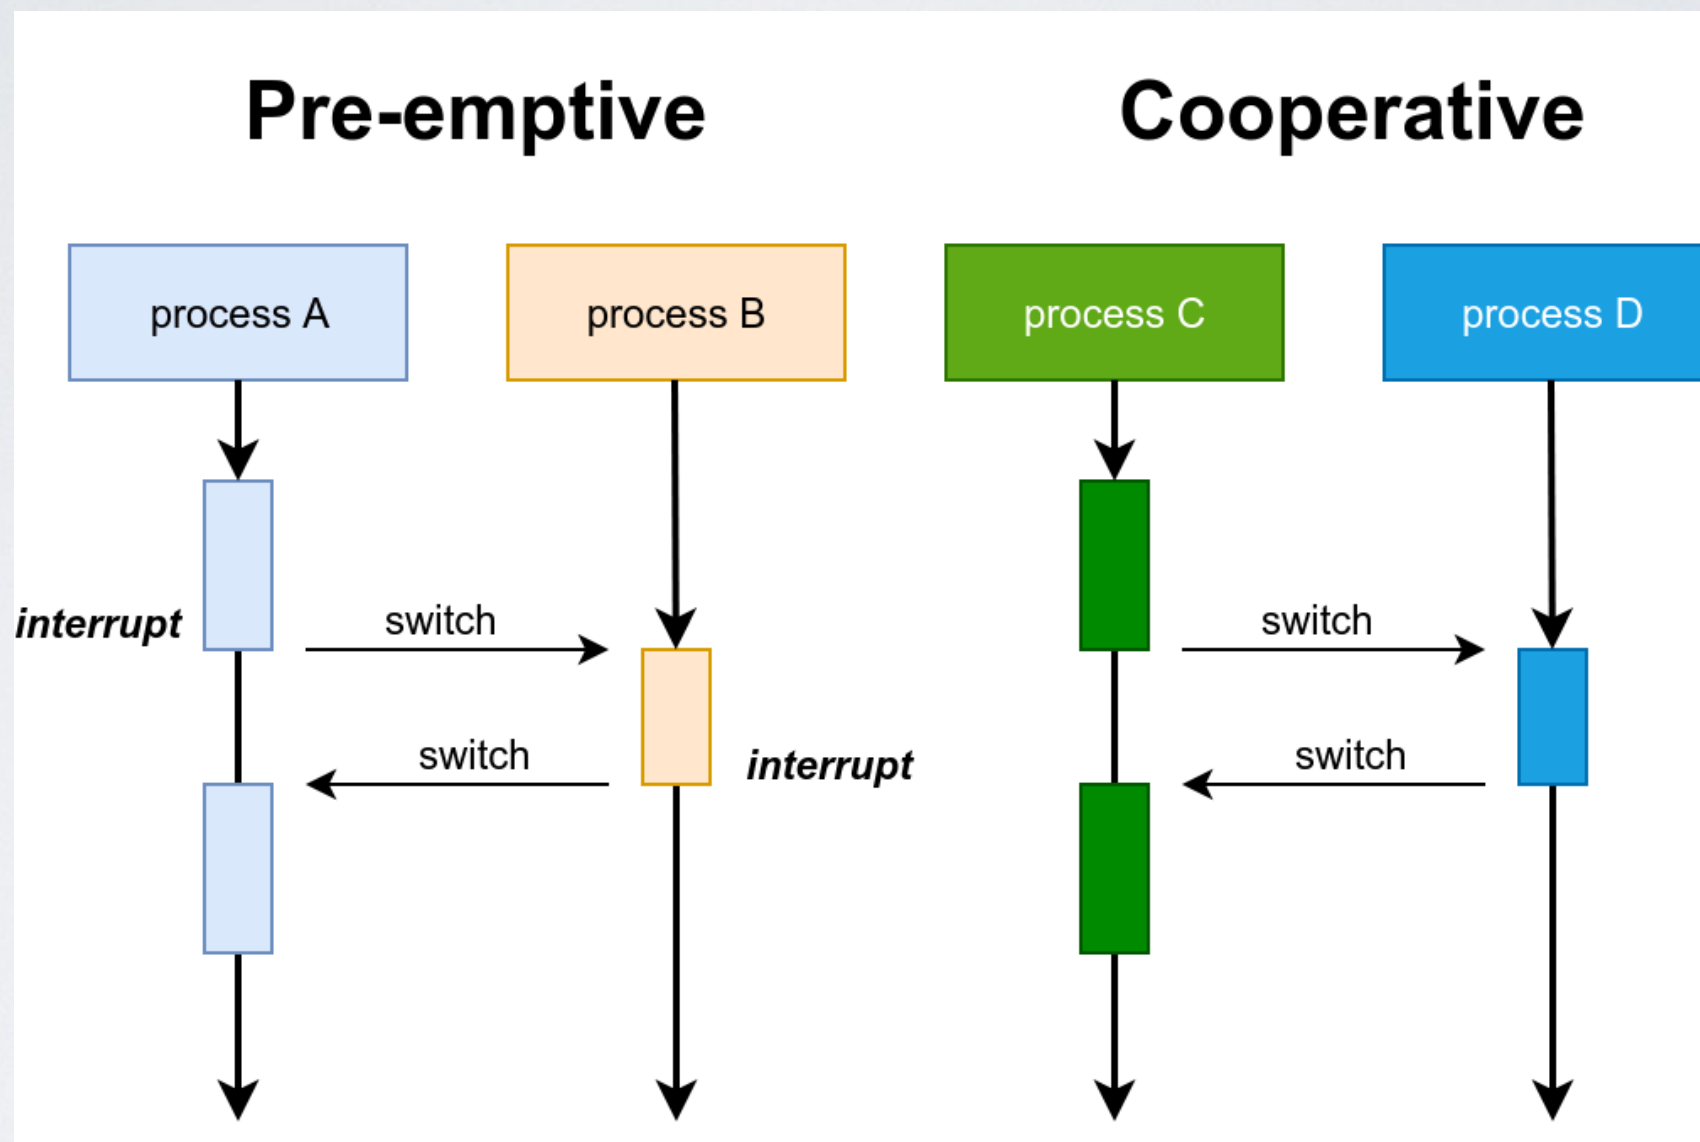 Pre-emptive
Cooperative
process A
process B
process C
process D
interrupt
switch
switch
interrupt
switch
switch